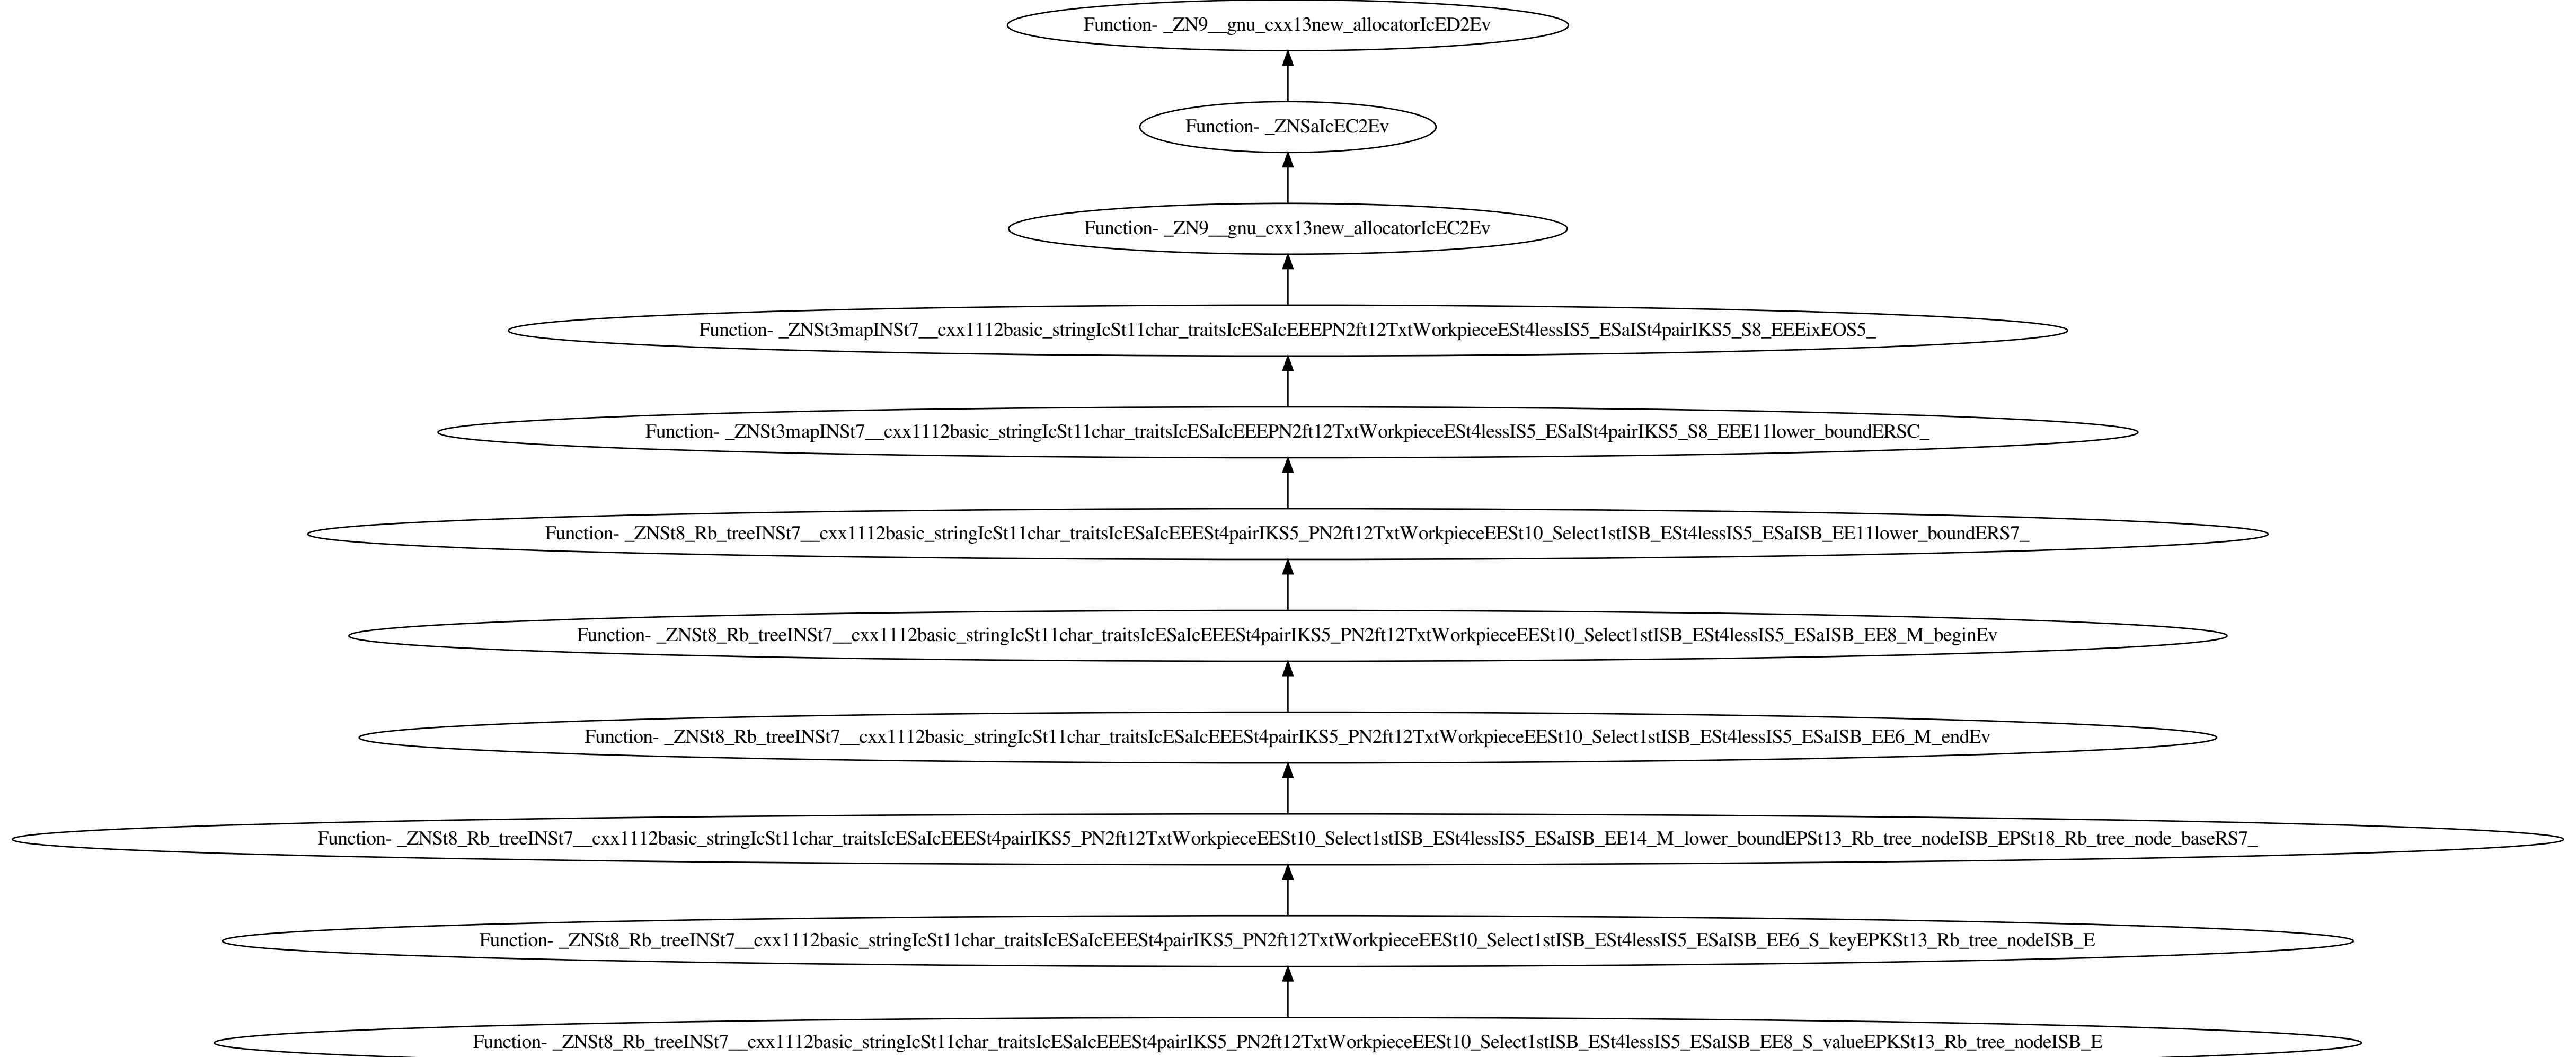 Function- _ZN9__gnu_cxx13new_allocatorIcED2Ev
Function- _ZNSaIcEC2Ev
Function- _ZN9__gnu_cxx13new_allocatorIcEC2Ev
Function- _ZNSt3mapINSt7__cxx1112basic_stringIcSt11char_traitsIcESaIcEEEPN2ft12TxtWorkpieceESt4lessIS5_ESaISt4pairIKS5_S8_EEEixEOS5_
Function- _ZNSt3mapINSt7__cxx1112basic_stringIcSt11char_traitsIcESaIcEEEPN2ft12TxtWorkpieceESt4lessIS5_ESaISt4pairIKS5_S8_EEE11lower_boundERSC_
Function- _ZNSt8_Rb_treeINSt7__cxx1112basic_stringIcSt11char_traitsIcESaIcEEESt4pairIKS5_PN2ft12TxtWorkpieceEESt10_Select1stISB_ESt4lessIS5_ESaISB_EE11lower_boundERS7_
Function- _ZNSt8_Rb_treeINSt7__cxx1112basic_stringIcSt11char_traitsIcESaIcEEESt4pairIKS5_PN2ft12TxtWorkpieceEESt10_Select1stISB_ESt4lessIS5_ESaISB_EE8_M_beginEv
Function- _ZNSt8_Rb_treeINSt7__cxx1112basic_stringIcSt11char_traitsIcESaIcEEESt4pairIKS5_PN2ft12TxtWorkpieceEESt10_Select1stISB_ESt4lessIS5_ESaISB_EE6_M_endEv
Function- _ZNSt8_Rb_treeINSt7__cxx1112basic_stringIcSt11char_traitsIcESaIcEEESt4pairIKS5_PN2ft12TxtWorkpieceEESt10_Select1stISB_ESt4lessIS5_ESaISB_EE14_M_lower_boundEPSt13_Rb_tree_nodeISB_EPSt18_Rb_tree_node_baseRS7_
Function- _ZNSt8_Rb_treeINSt7__cxx1112basic_stringIcSt11char_traitsIcESaIcEEESt4pairIKS5_PN2ft12TxtWorkpieceEESt10_Select1stISB_ESt4lessIS5_ESaISB_EE6_S_keyEPKSt13_Rb_tree_nodeISB_E
Function- _ZNSt8_Rb_treeINSt7__cxx1112basic_stringIcSt11char_traitsIcESaIcEEESt4pairIKS5_PN2ft12TxtWorkpieceEESt10_Select1stISB_ESt4lessIS5_ESaISB_EE8_S_valueEPKSt13_Rb_tree_nodeISB_E